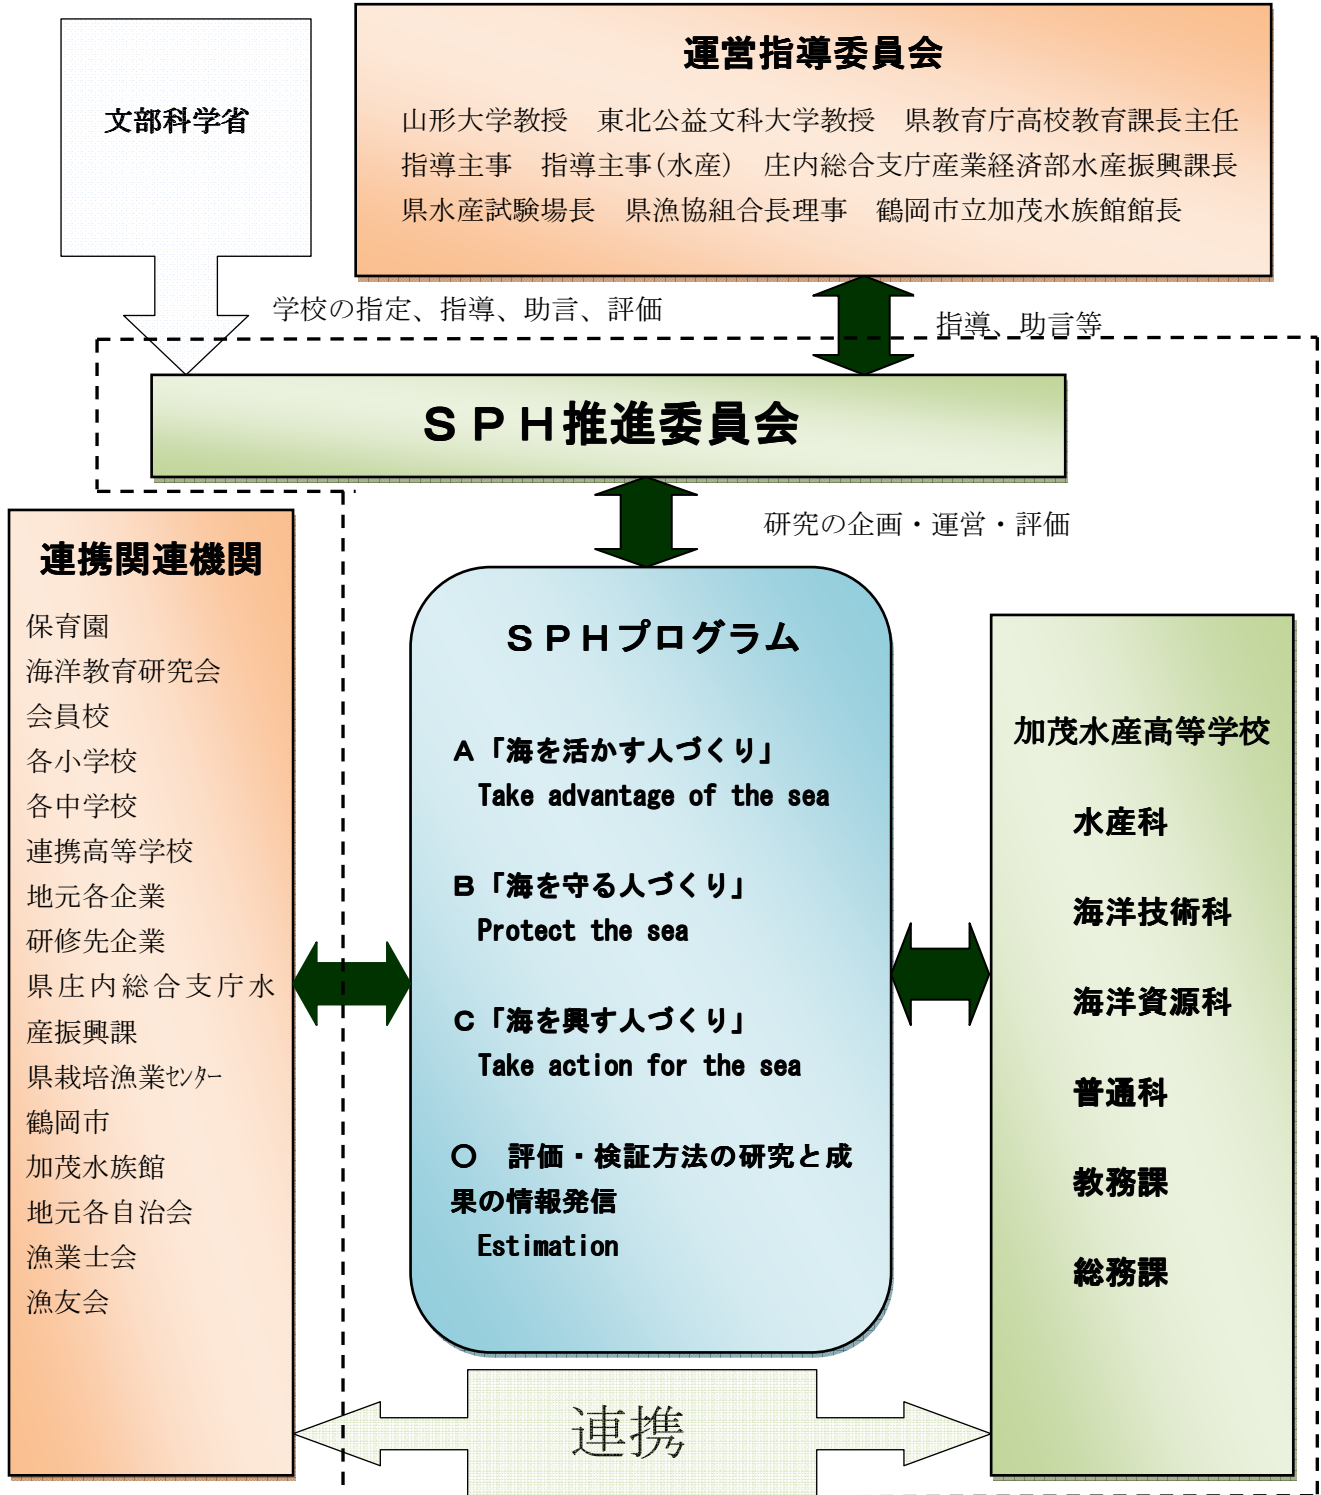 文部科学省
運営指導委員会
山形大学教授　東北公益文科大学教授　県教育庁高校教育課長主任
指導主事　指導主事(水産)　庄内総合支庁産業経済部水産振興課長
県水産試験場長　県漁協組合長理事　鶴岡市立加茂水族館館長
学校の指定、指導、助言、評価
指導、助言等
ＳＰＨ推進委員会
研究の企画・運営・評価
連携関連機関
保育園
海洋教育研究会
会員校
各小学校
各中学校
連携高等学校
地元各企業
研修先企業
県庄内総合支庁水
産振興課
県栽培漁業ｾﾝﾀｰ
鶴岡市
加茂水族館
地元各自治会
漁業士会
漁友会
ＳＰＨプログラム
Ａ「海を活かす人づくり」
Take advantage of the sea
Ｂ「海を守る人づくり」
Protect the sea
Ｃ「海を興す人づくり」
Take action for the sea
○　評価・検証方法の研究と成
果の情報発信
Estimation
加茂水産高等学校
水産科
海洋技術科
海洋資源科
普通科
教務課
総務課
連携